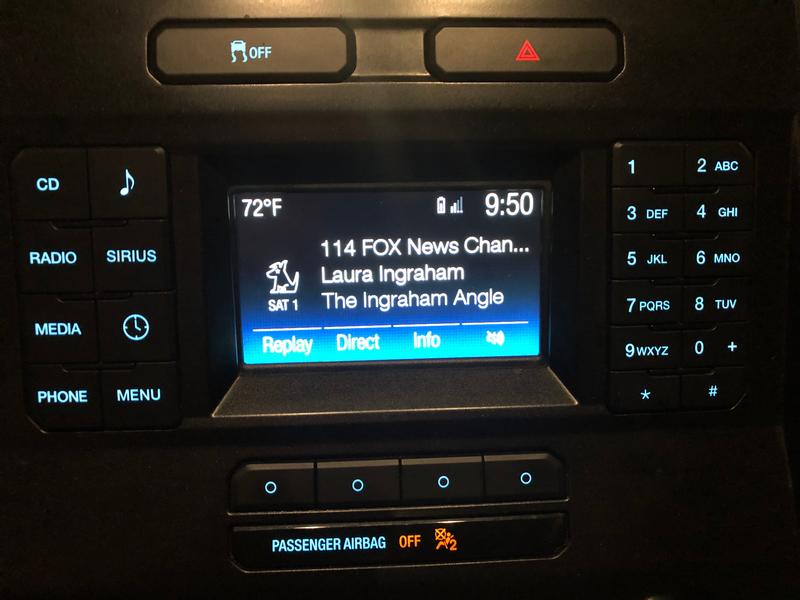 OFF
72°F 9:50
114 FOX News Chan...
Laura Ingraham
The Ingraham Angle
SAT 1
Replay Direct Info
CD
RADIO SIRIUS
MEDIA
PHONE MENU
1 2 ABC
3 DEF 4 GHI
5 JKL 6 MNO
7 PQRS 8 TUV
9 WXYZ 0 +
* #
PASSENGER AIRBAG OFF 2